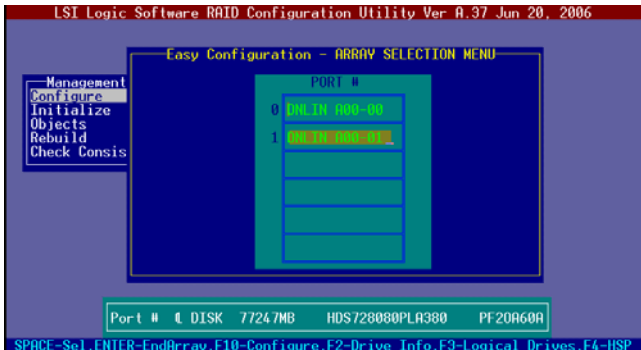 LSI Logic Software RAID Configuration Utility Ver A.37 Jun 20, 2006
Easy Configuration - ARRAY SELECTION MENU
Management
Configure
Initialize
Objects
Rebuild
Check Consis
PORT #
0 ONLIN A00-00
1 ONLIN A00-01
Port # DISK 77247MB HDS728080PLA380 PF2OA60A
SPACE-Sel,ENTER-EndArray,F10-Configure,F2-Drive Info,F3-Logical Drives,F4-HSP